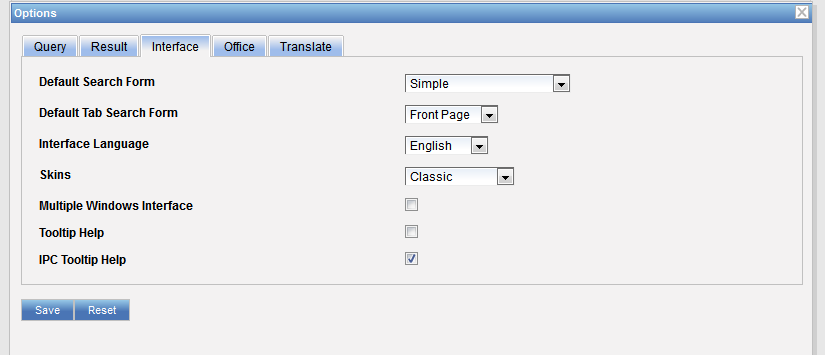 Options
Query Result Interface Office Translate
Default Search Form Simple
Default Tab Search Form Front Page
Interface Language English
Skins Classic
Multiple Windows Interface
Tooltip Help
IPC Tooltip Help
Save Reset